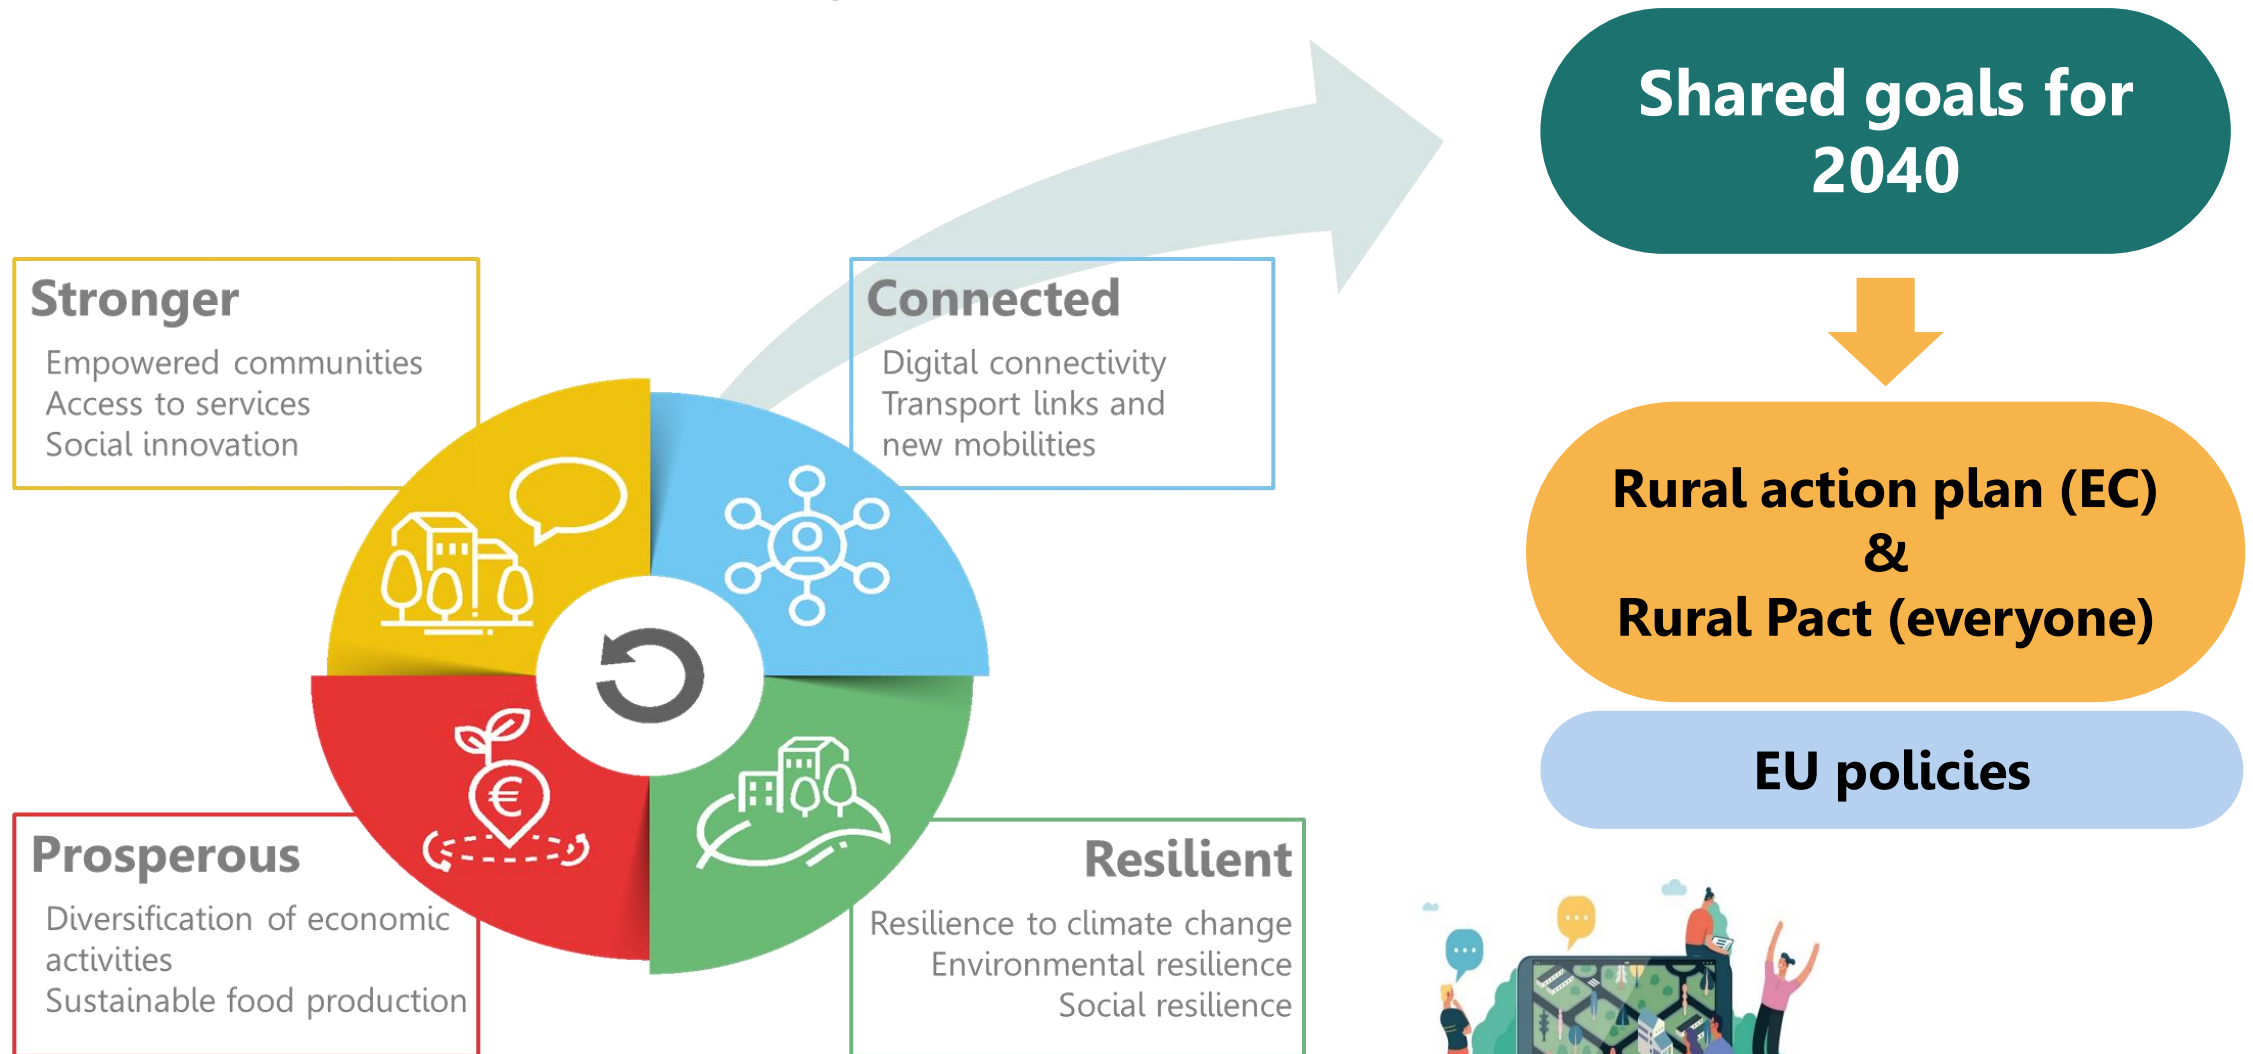 Shared goals for
2040
Stronger
Empowered communities
Access to services
Social innovation
Connected
Digital connectivity
Transport links and
new mobilities
Rural action plan (EC)
&
Rural Pact (everyone)
EU policies
€
Prosperous
Diversification of economic
activities
Sustainable food production
Resilient
Resilience to climate change
Environmental resilience
Social resilience